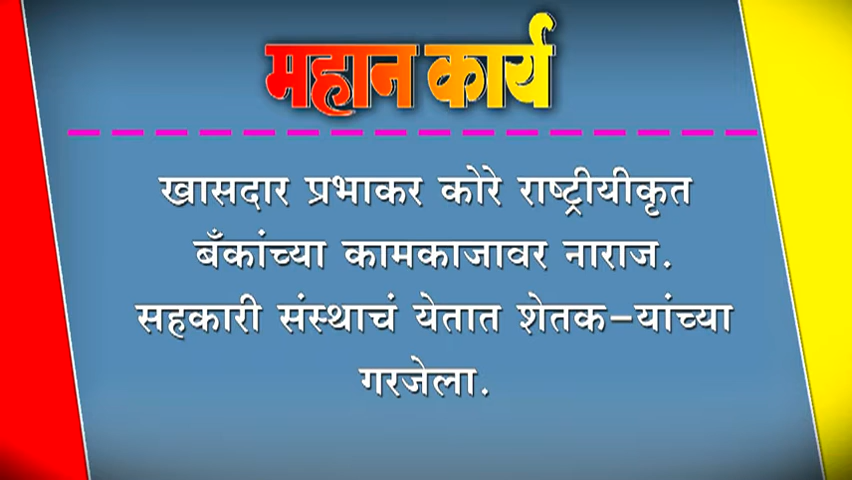 महान कार्य
खासदार प्रभाकर कोरे राष्ट्रीयीकृत
बँकांच्या कामकाजावर नाराज.
सहकारी संस्थाचं येतात शेतक-यांच्या
गरजेला.